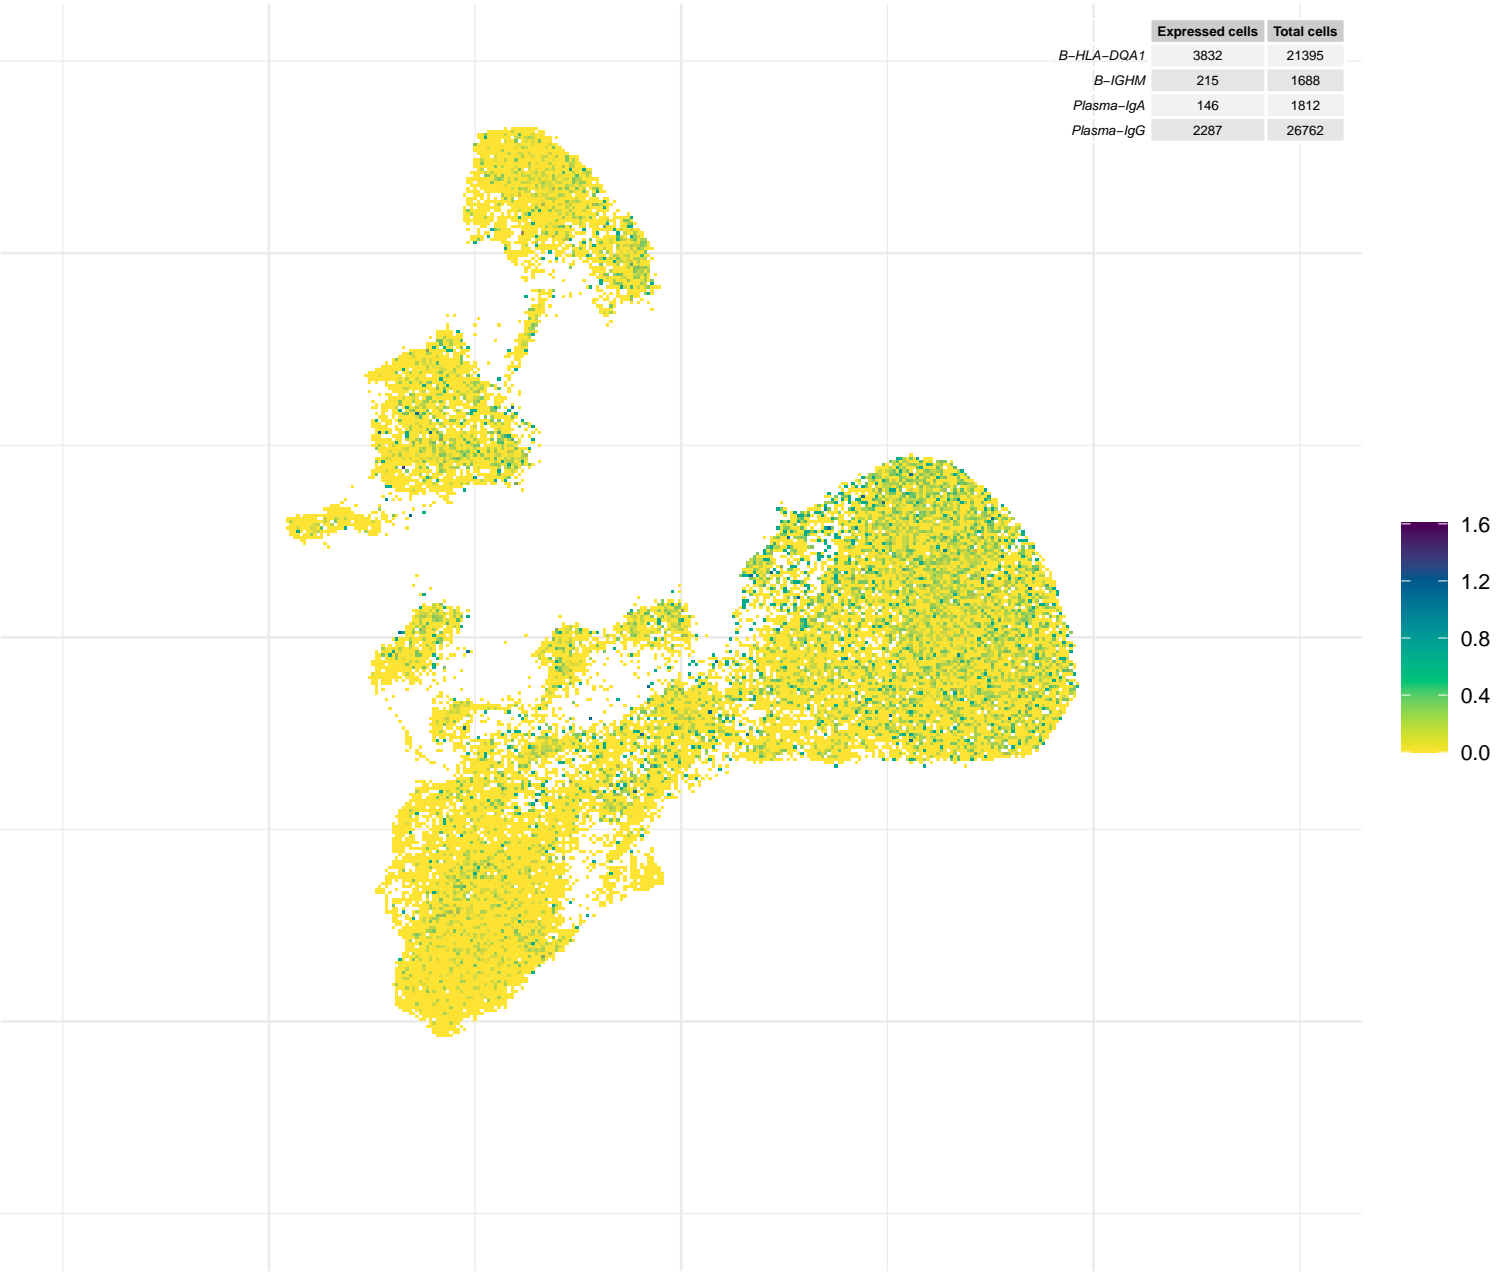 Expressed cells Total cells
B-HLA-DQA1 3832 21395
B-IGHM 215 1688
Plasma-IgA 146 1812
Plasma-IgG 2287 26762
1.6
1.2
0.8
0.4
0.0